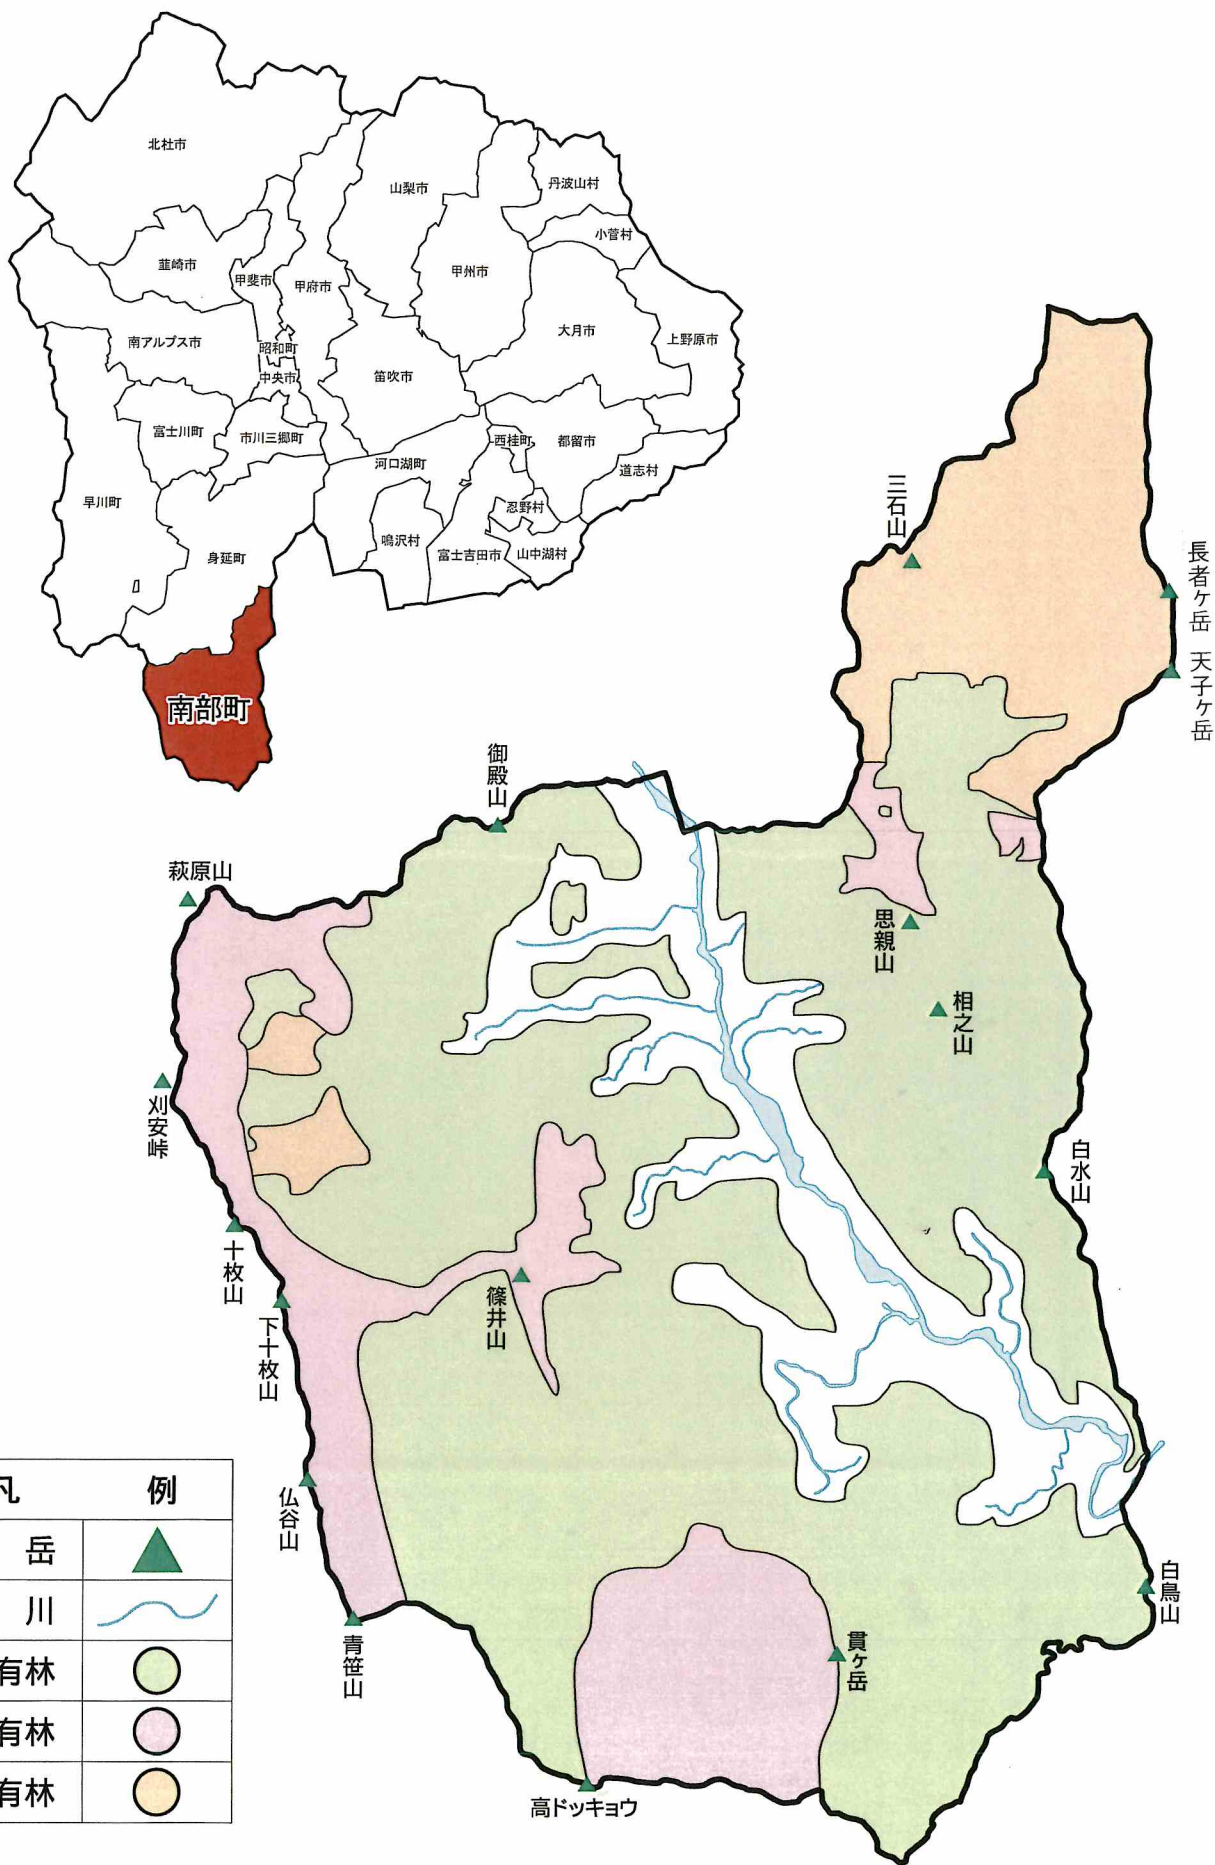 北杜市
山梨市
丹波山村
小菅村
韮崎市
甲斐市
甲府市
甲州市
南アルプス市
昭和町
大月市
上野原市
中央市
笛吹市
富士川町
市川三郷町
西桂町
都留市
河口湖町
道志村
早川町
忍野村
鳴沢村
身延町
富士吉田市
山中湖村
南部町
三石山
長者ヶ岳
天子ヶ岳
御殿山
萩原山
思親山
相之山
刈安峠
白水山
十枚山
篠井山
下十枚山
仏谷山
白鳥山
青笹山
貫ヶ岳
高ドッキョウ
凡 例
岳
川
有林
有林
有林